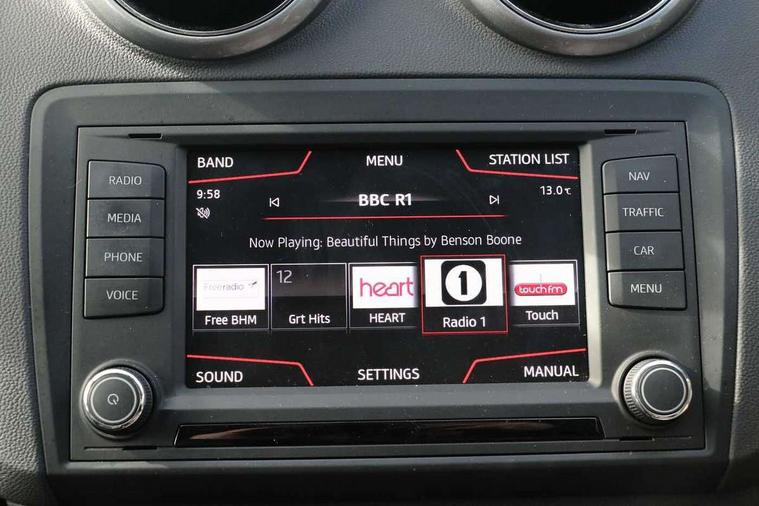 BAND MENU STATION LIST
RADIO
MEDIA
PHONE
VOICE
9:58
BBC R1
13.0°C
Now Playing: Beautiful Things by Benson Boone
Freeradio
12
heart
1
touch fm
Free BHM
Grt Hits
HEART
Radio 1
Touch
SOUND SETTINGS MANUAL
NAV
TRAFFIC
CAR
MENU